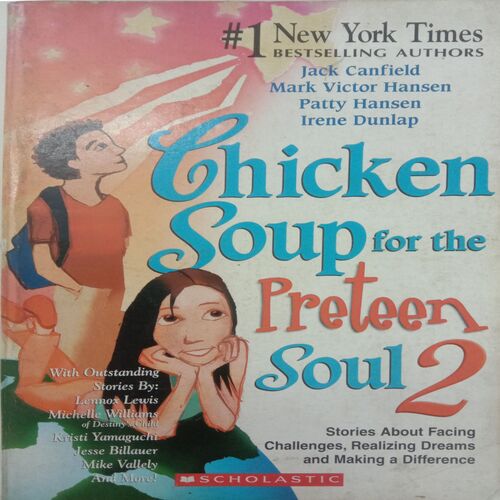 #1 New York Times
BESTSELLING AUTHORS
Jack Canfield
Mark Victor Hansen
Patty Hansen
Irene Dunlap
Chicken
Soup for the
Preteen
Soul 2
With Outstanding
Stories By:
Lennox Lewis
Michelle Williams
of Destiny's Child
Kristi Yamaguchi
Jesse Billauer
Mike Vallely
And More!
Stories About Facing
Challenges, Realizing Dreams
and Making a Difference
SCHOLASTIC